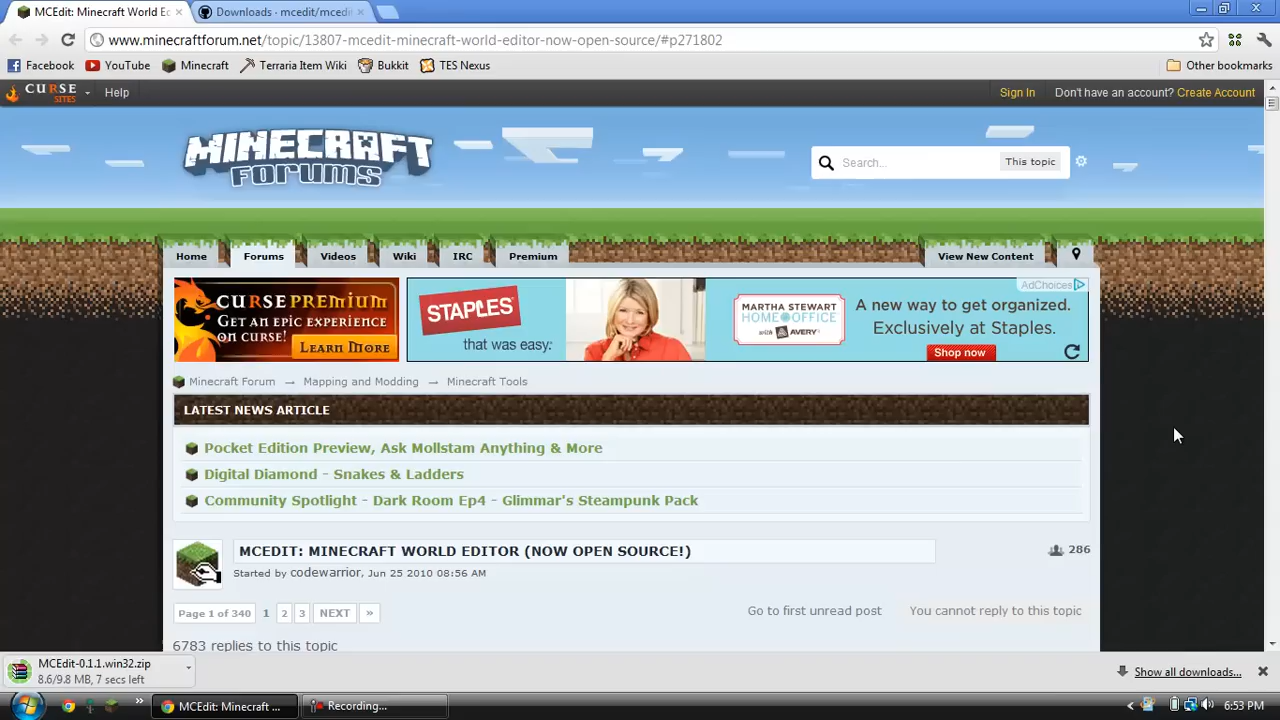 MCEdit: Minecraft World Ec
Downloads - mcedit/mcedi
www.minecraftforum.net/topic/13807-mcedit-minecraft-world-editor-now-open-source/#p271802
Facebook YouTube Minecraft Terraria Item Wiki Bukkit TES Nexus Other bookmarks
CURSE SITES Help Sign In Don't have an account? Create Account
MINECRAFT FORUMS
Search... This topic
Home Forums Videos Wiki IRC Premium View New Content
CURSE PREMIUM
GET AN EPIC EXPERIENCE
ON CURSE!
LEARN MORE
STAPLES
that was easy:
MARTHA STEWART
HOME OFFICE
with AVERY
AdChoices
A new way to get organized.
Exclusively at Staples.
Shop now
Minecraft Forum → Mapping and Modding → Minecraft Tools
LATEST NEWS ARTICLE
Pocket Edition Preview, Ask Mollstam Anything & More
Digital Diamond - Snakes & Ladders
Community Spotlight - Dark Room Ep4 - Glimmar's Steampunk Pack
MCEDIT: MINECRAFT WORLD EDITOR (NOW OPEN SOURCE!)
286
Started by codewarrior, Jun 25 2010 08:56 AM
Page 1 of 340 1 2 3 NEXT »
Go to first unread post You cannot reply to this topic
6783 replies to this topic
MCEdit-0.1.1.win32.zip
8.6/9.8 MB, 7 secs left
Show all downloads...
MCEdit: Minecraft ...
Recording...
6:53 PM